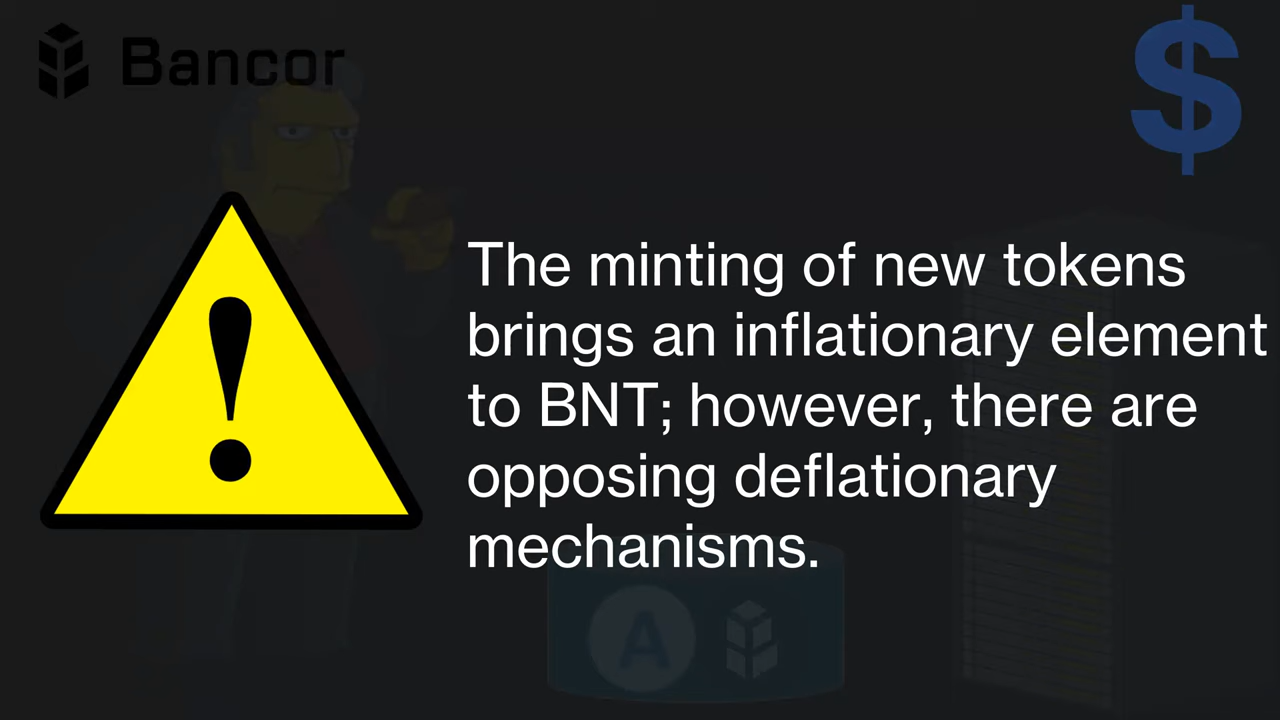 Bancor
$
The minting of new tokens
brings an inflationary element
to BNT; however, there are
opposing deflationary
mechanisms.
A